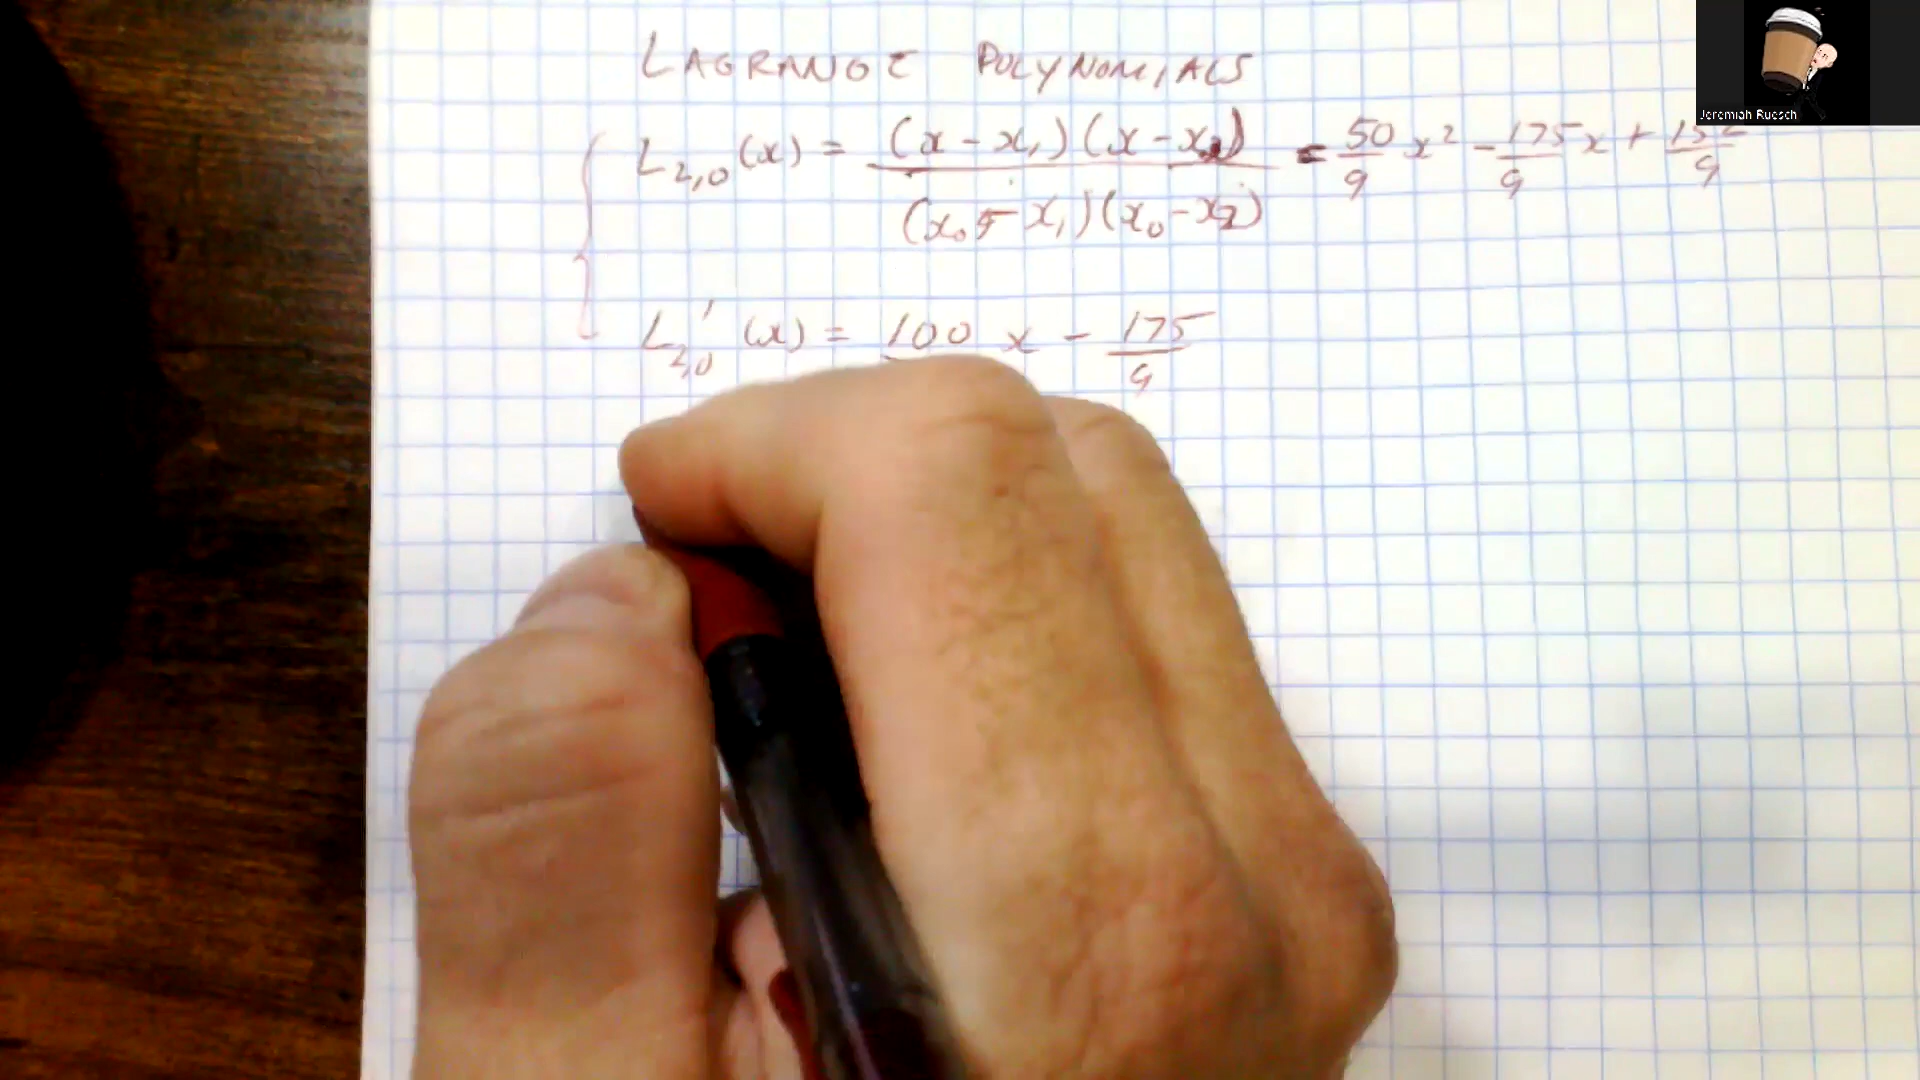 LAGRANGE POLYNOMIALS
Jeremiah Ruesch
L₂,₀(x) = (x - x₁)(x - x₂) / (x₀ - x₁)(x₀ - x₂) = 50/9 x² - 175/9 x + 152/9
L₂,₀'(x) = 100 x - 175/9